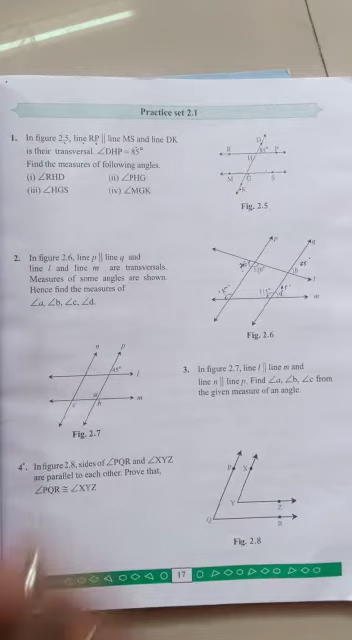 Practice set 2.1
1. In figure 2.5, line RP || line MS and line DK
is their transversal. ∠DHP = 85°
Find the measures of following angles.
(i) ∠RHD (ii) ∠PHG
(iii) ∠HGS (iv) ∠MGK
D
R 85° P
H
M G S
K
Fig. 2.5
2. In figure 2.6, line p || line q and
line l and line m are transversals.
Measures of some angles are shown.
Hence find the measures of
∠a, ∠b, ∠c, ∠d.
p q
110° b
l
115° d
m
Fig. 2.6
n p
45° l
a m
c b
Fig. 2.7
3. In figure 2.7, line l || line m and
line n || line p. Find ∠a, ∠b, ∠c from
the given measure of an angle.
4*. In figure 2.8, sides of ∠PQR and ∠XYZ
are parallel to each other. Prove that,
∠PQR ≅ ∠XYZ
P X
Y
Z
Q
R
Fig. 2.8
17